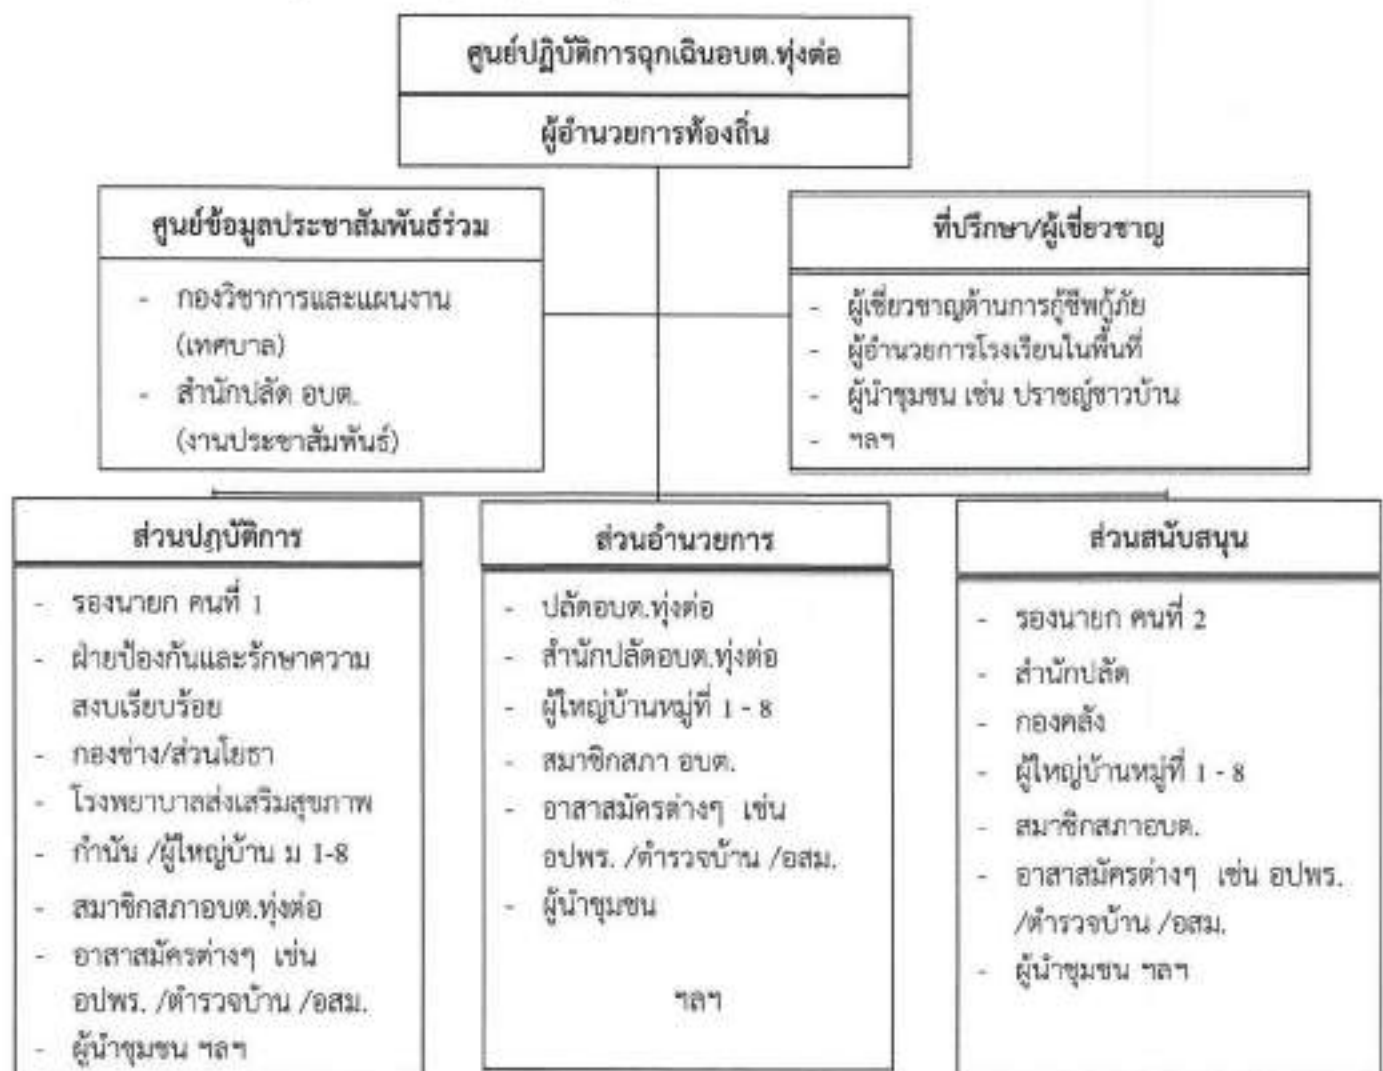 ศูนย์ปฏิบัติการฉุกเฉินอบต.ทุ่งต่อ
ผู้อำนวยการท้องถิ่น
ศูนย์ข้อมูลประชาสัมพันธ์ร่วม
- กองวิชาการและแผนงาน
(เทศบาล)
- สำนักปลัด อบต.
(งานประชาสัมพันธ์)
ที่ปรึกษา/ผู้เชี่ยวชาญ
- ผู้เชี่ยวชาญด้านการกู้ชีพกู้ภัย
- ผู้อำนวยการโรงเรียนในพื้นที่
- ผู้นำชุมชน เช่น ปราชญ์ชาวบ้าน
- ฯลฯ
ส่วนปฏบัติการ
- รองนายก คนที่ 1
- ฝ่ายป้องกันและรักษาความ
สงบเรียบร้อย
- กองช่าง/ส่วนโยธา
- โรงพยาบาลส่งเสริมสุขภาพ
- กำนัน /ผู้ใหญ่บ้าน ม 1-8
- สมาชิกสภาอบต.ทุ่งต่อ
- อาสาสมัครต่างๆ เช่น
อปพร. /ตำรวจบ้าน /อสม.
- ผู้นำชุมชน ฯลฯ
ส่วนอำนวยการ
- ปลัดอบต.ทุ่งต่อ
- สำนักปลัดอบต.ทุ่งต่อ
- ผู้ใหญ่บ้านหมู่ที่ 1 - 8
- สมาชิกสภา อบต.
- อาสาสมัครต่างๆ เช่น
อปพร. /ตำรวจบ้าน /อสม.
- ผู้นำชุมชน
ฯลฯ
ส่วนสนับสนุน
- รองนายก คนที่ 2
- สำนักปลัด
- กองคลัง
- ผู้ใหญ่บ้านหมู่ที่ 1 - 8
- สมาชิกสภาอบต.
- อาสาสมัครต่างๆ เช่น อปพร.
/ตำรวจบ้าน /อสม.
- ผู้นำชุมชน ฯลฯ